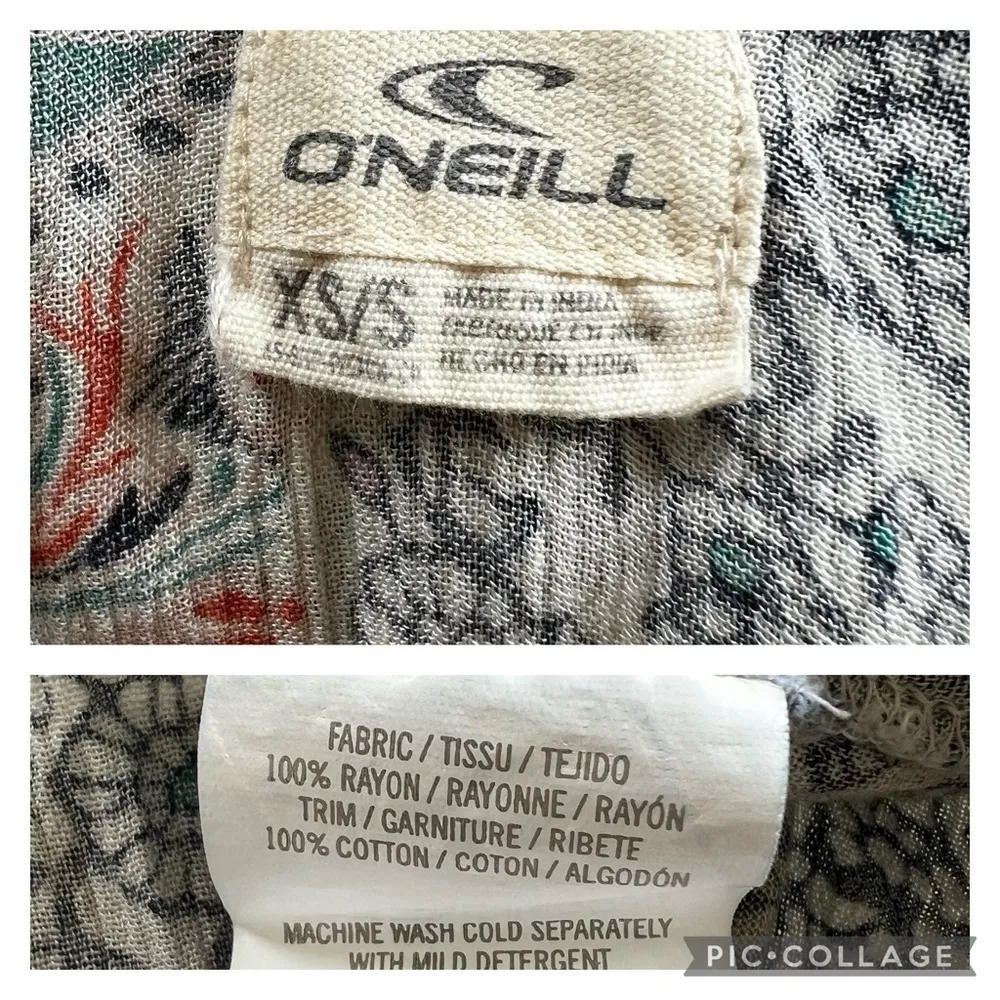 O'NEILL
XS/S
MADE IN INDIA
FABRIQUÉ EN INDE
HECHO EN INDIA
FABRIC / TISSU / TEJIDO
100% RAYON / RAYONNE / RAYÓN
TRIM / GARNITURE / RIBETE
100% COTTON / COTON / ALGODÓN
MACHINE WASH COLD SEPARATELY
WITH MILD DETERGENT
PIC•COLLAGE